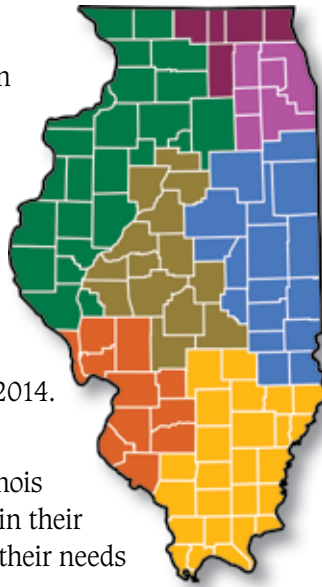 n
2014.
nois
in their
their needs